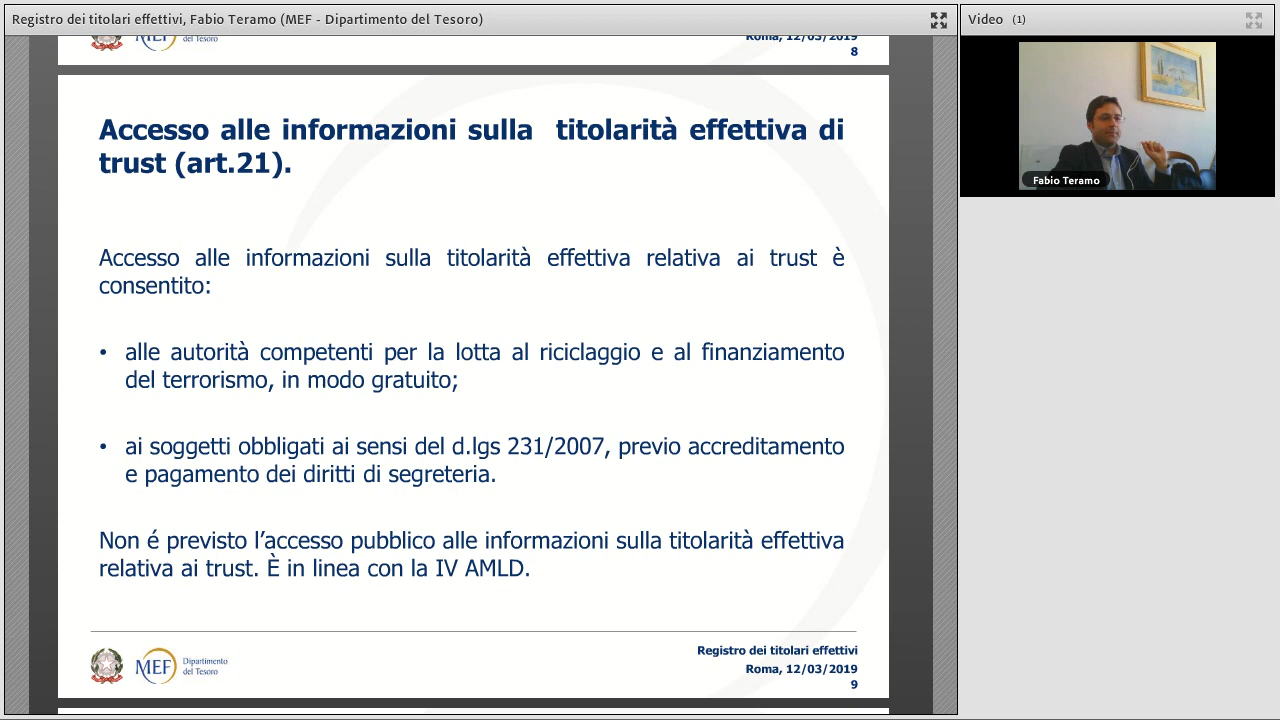 Registro dei titolari effettivi, Fabio Teramo (MEF - Dipartimento del Tesoro)
Video (1)
MEF
del Tesoro
Roma, 12/03/2019
8
Fabio Teramo
Accesso alle informazioni sulla titolarità effettiva di
trust (art.21).
Accesso alle informazioni sulla titolarità effettiva relativa ai trust è
consentito:
• alle autorità competenti per la lotta al riciclaggio e al finanziamento
del terrorismo, in modo gratuito;
• ai soggetti obbligati ai sensi del d.lgs 231/2007, previo accreditamento
e pagamento dei diritti di segreteria.
Non é previsto l’accesso pubblico alle informazioni sulla titolarità effettiva
relativa ai trust. È in linea con la IV AMLD.
MEF
Dipartimento
del Tesoro
Registro dei titolari effettivi
Roma, 12/03/2019
9